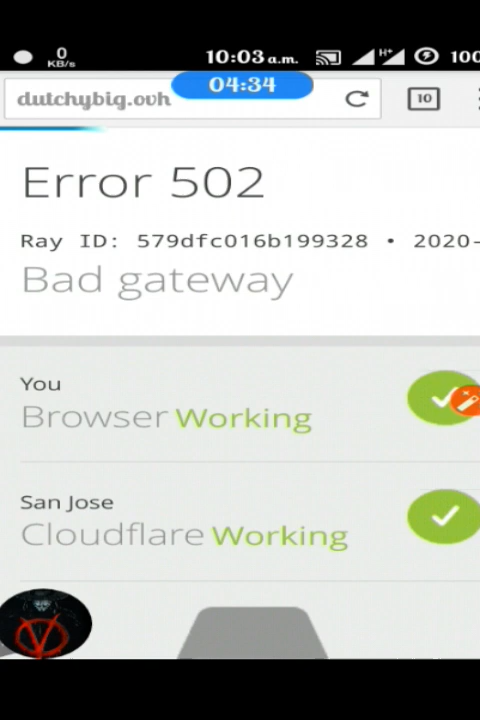 0
KB/s
10:03 a.m.
H+
100
04:34
dutchybig.ovh
10
Error 502
Ray ID: 579dfc016b199328 • 2020-
Bad gateway
You
Browser Working
San Jose
Cloudflare Working